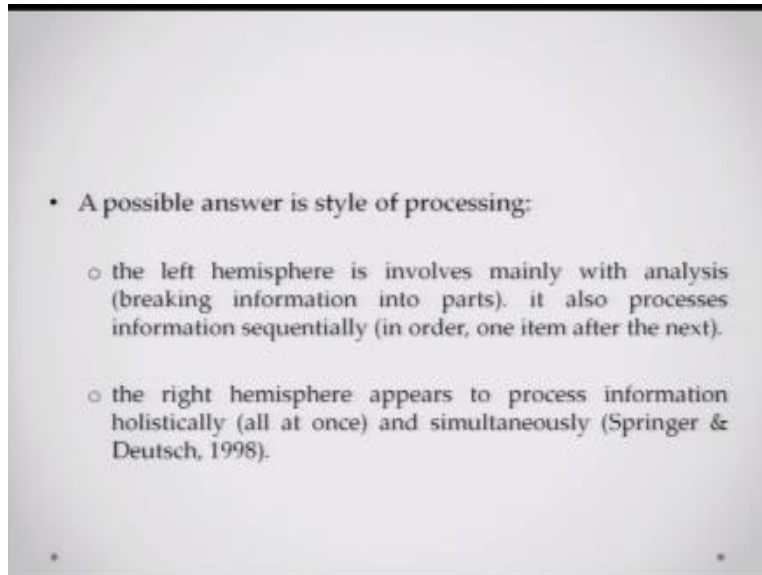 • A possible answer is style of processing:
o the left hemisphere is involves mainly with analysis
(breaking information into parts). it also processes
information sequentially (in order, one item after the next).
o the right hemisphere appears to process information
holistically (all at once) and simultaneously (Springer &
Deutsch, 1998).